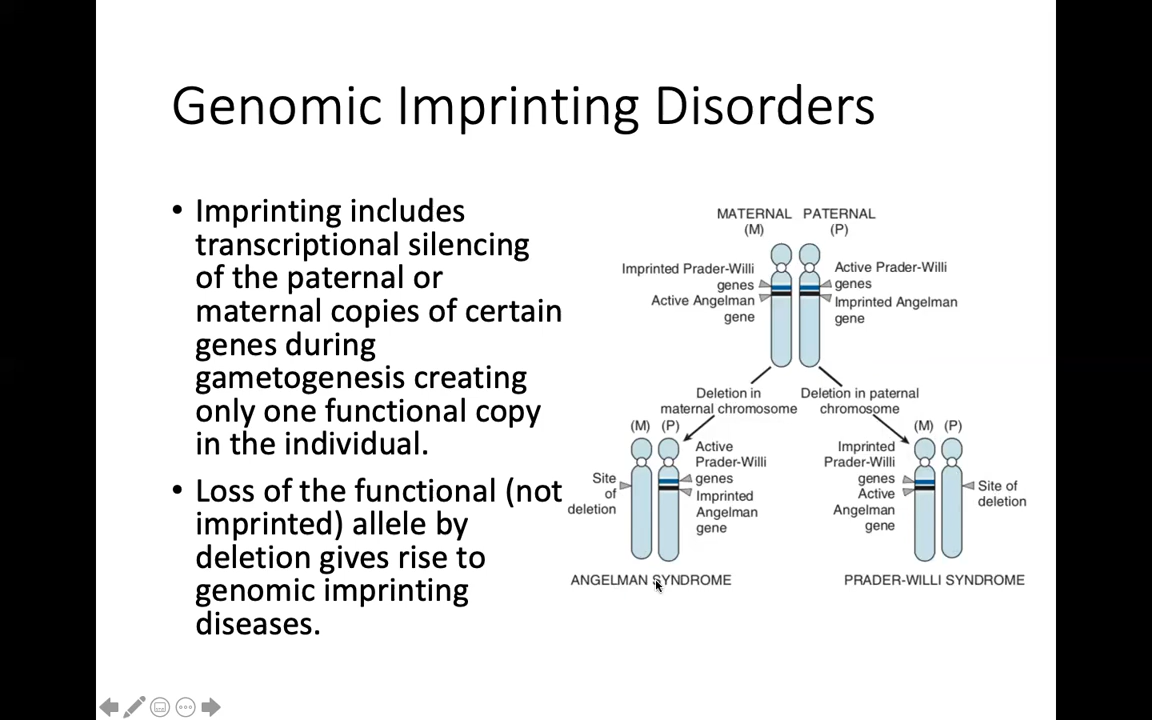 Genomic Imprinting Disorders
• Imprinting includes
transcriptional silencing
of the paternal or
maternal copies of certain
genes during
gametogenesis creating
only one functional copy
in the individual.
• Loss of the functional (not
imprinted) allele by
deletion gives rise to
genomic imprinting
diseases.
MATERNAL PATERNAL
(M) (P)
Imprinted Prader-Willi
genes
Active Angelman
gene
Active Prader-Willi
genes
Imprinted Angelman
gene
Deletion in
maternal chromosome
Deletion in paternal
chromosome
(M) (P)
Site
of
deletion
Active
Prader-Willi
genes
Imprinted
Angelman
gene
ANGELMAN SYNDROME
(M) (P)
Imprinted
Prader-Willi
genes
Active
Angelman
gene
Site of
deletion
PRADER-WILLI SYNDROME